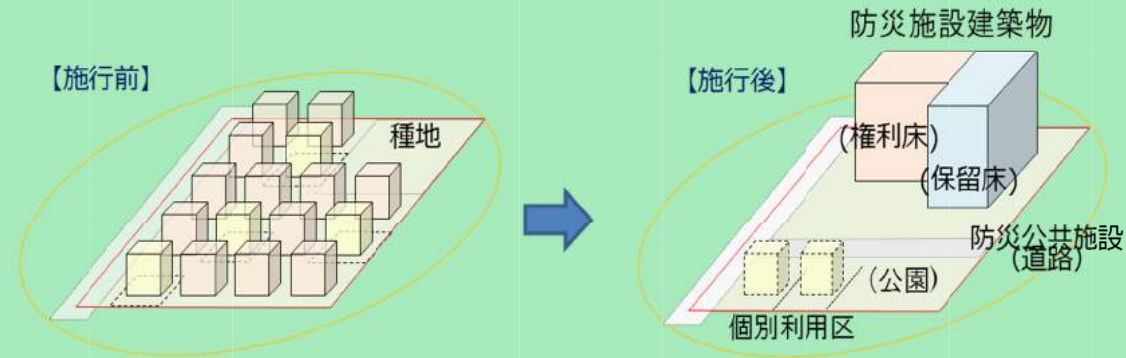 【施行前】
種地
防災施設建築物
【施行後】
(権利床)
(保留床)
防災公共施設
(道路)
(公園)
個別利用区